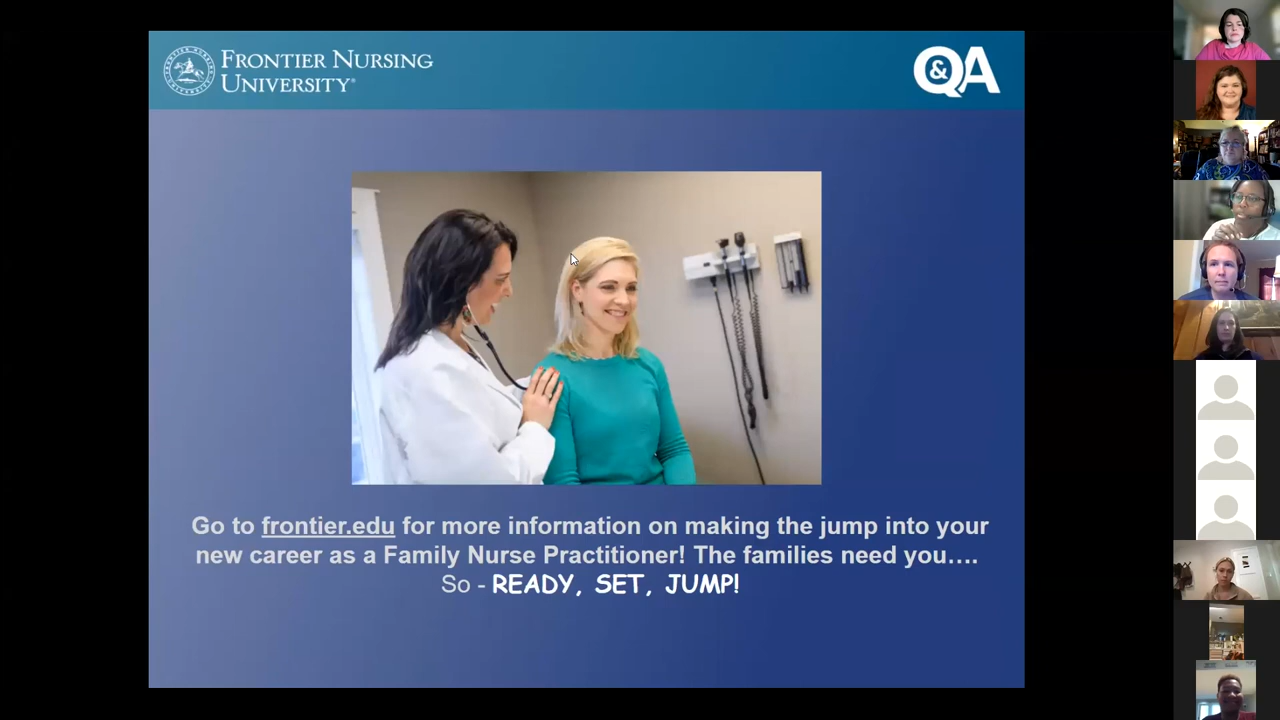 FRONTIER NURSING
UNIVERSITY®
Q&A
Go to frontier.edu for more information on making the jump into your
new career as a Family Nurse Practitioner! The families need you….
So - READY, SET, JUMP!